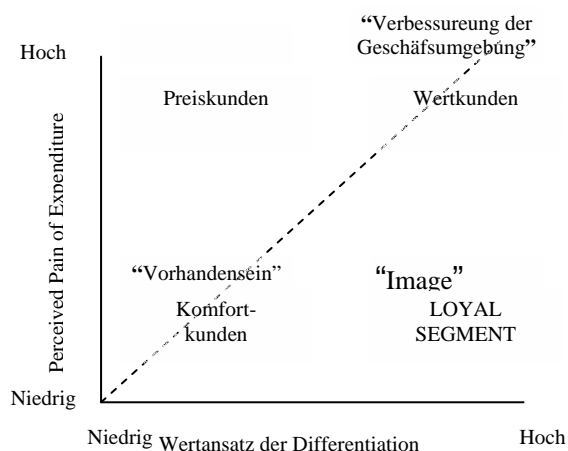 “Verbessureung der
Geschäfsumgebung”
Hoch
Preiskunden
Wertkunden
Perceived Pain of Expenditure
“Vorhandensein”
Komfort-
kunden
“Image”
LOYAL
SEGMENT
Niedrig
Niedrig
Wertansatz der Differentiation
Hoch